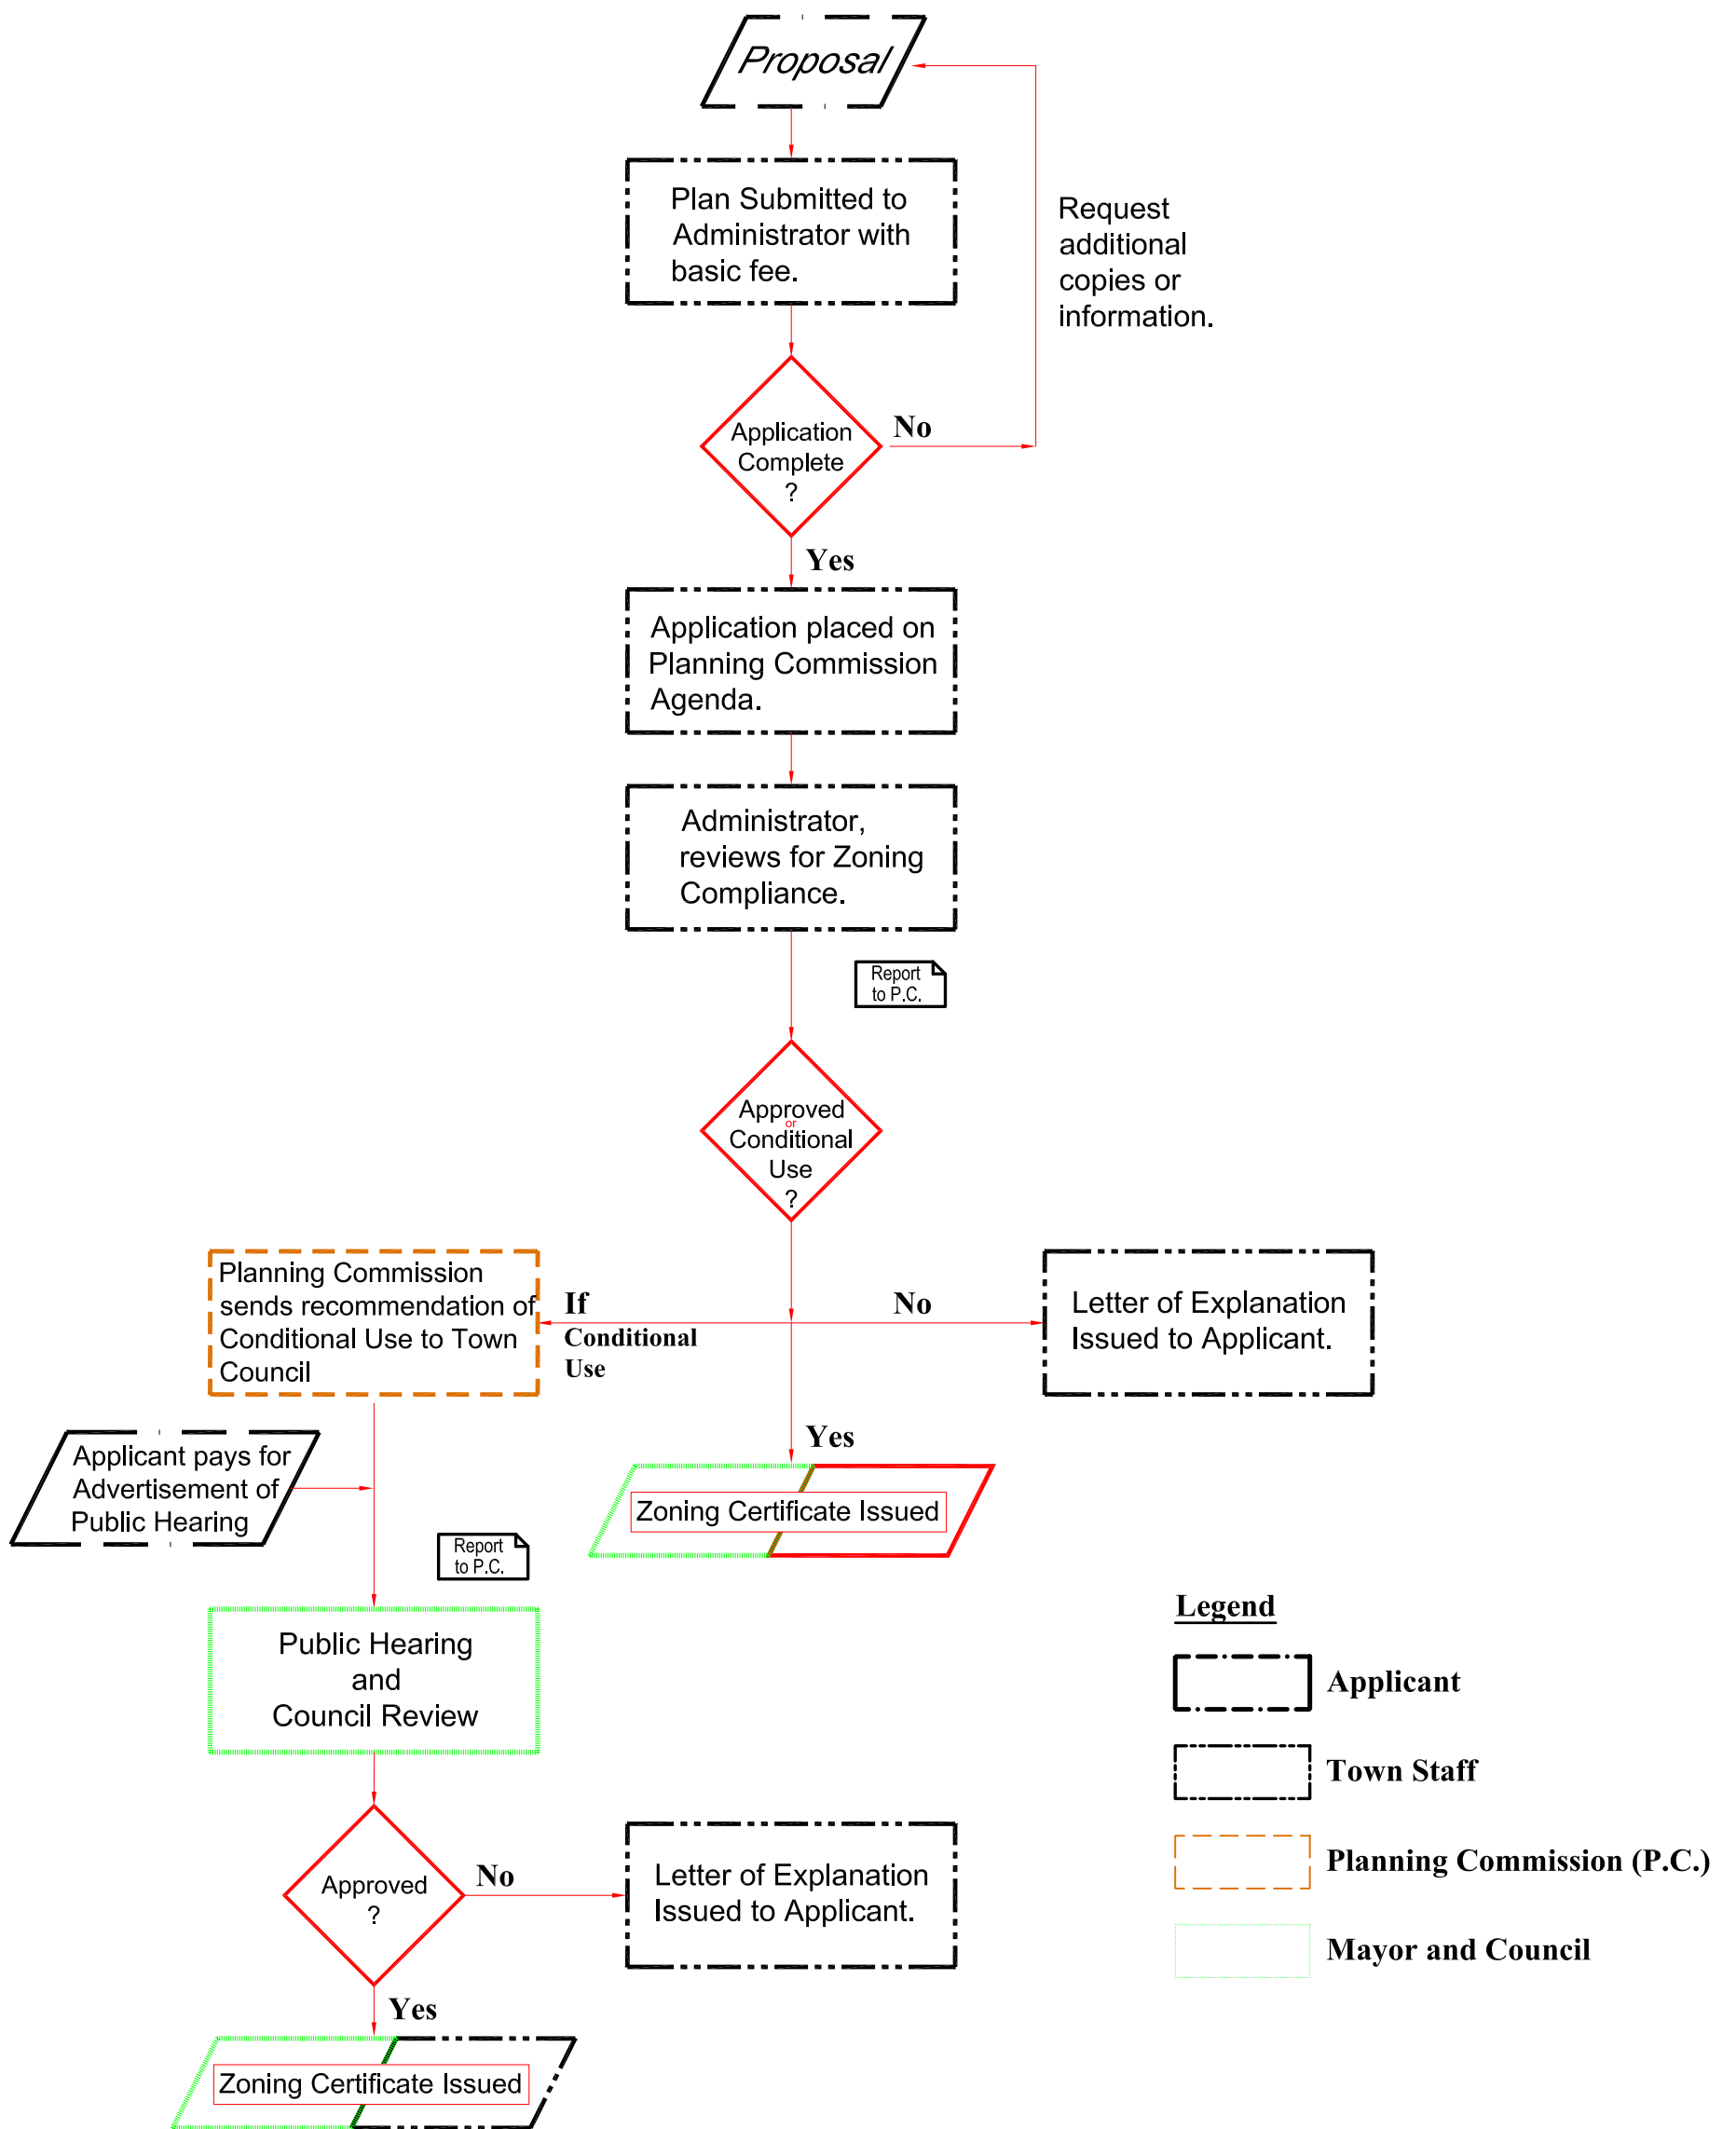 Proposal
Plan Submitted to
Administrator with
basic fee.
Request
additional
copies or
information.
Application
Complete
?
No
Yes
Application placed on
Planning Commission
Agenda.
Administrator,
reviews for Zoning
Compliance.
Report
to P.C.
Approved
or
Conditional
Use
?
Planning Commission
sends recommendation of
Conditional Use to Town
Council
If
Conditional
Use
No
Letter of Explanation
Issued to Applicant.
Yes
Applicant pays for
Advertisement of
Public Hearing
Zoning Certificate Issued
Report
to P.C.
Public Hearing
and
Council Review
Approved
?
No
Letter of Explanation
Issued to Applicant.
Yes
Zoning Certificate Issued
Legend
Applicant
Town Staff
Planning Commission (P.C.)
Mayor and Council